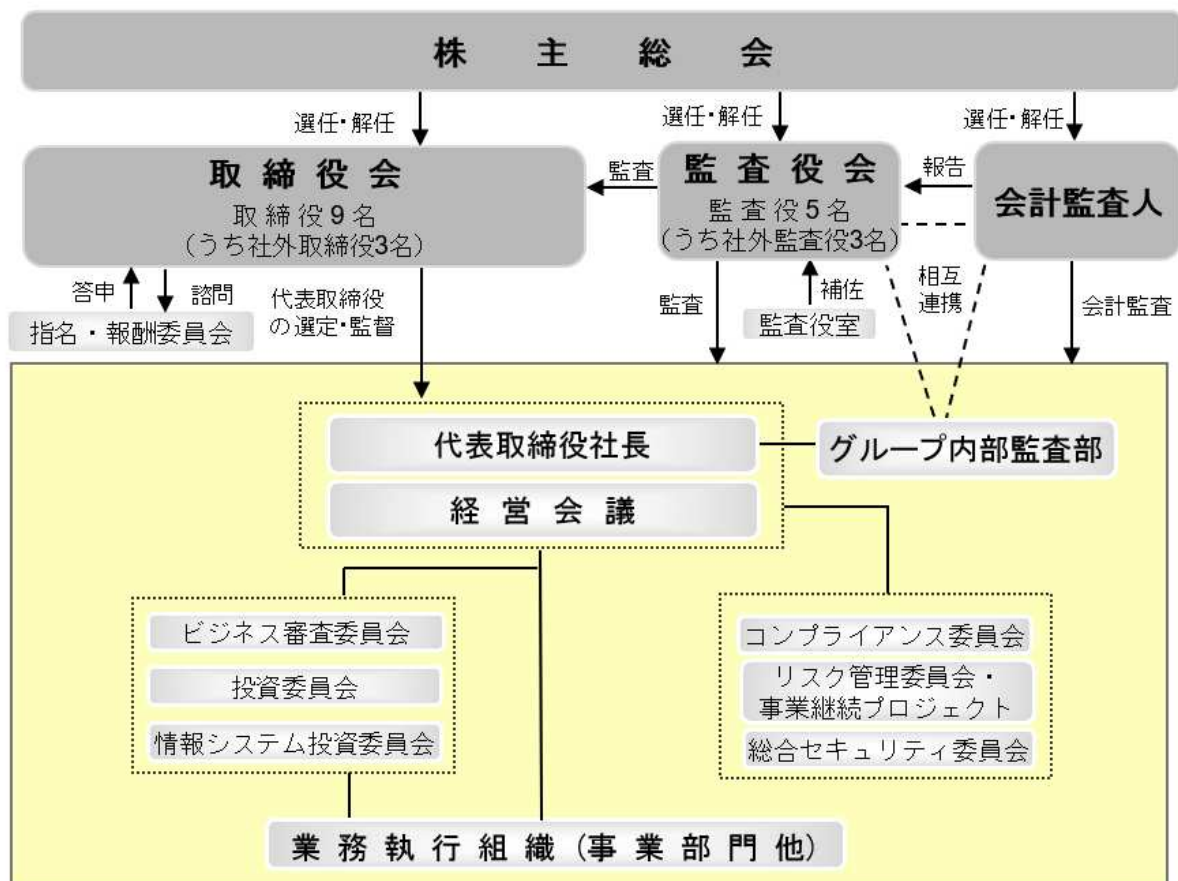 株主総会
選任・解任
選任・解任
選任・解任
取締役会
取締役9名
（うち社外取締役3名）
監査
監査役会
監査役5名
（うち社外監査役3名）
報告
会計監査人
答申
諮問
指名・報酬委員会
代表取締役
の選定・監督
監査
補佐
監査役室
相互
連携
会計監査
代表取締役社長
経営会議
グループ内部監査部
ビジネス審査委員会
投資委員会
情報システム投資委員会
コンプライアンス委員会
リスク管理委員会・
事業継続プロジェクト
総合セキュリティ委員会
業務執行組織（事業部門他）